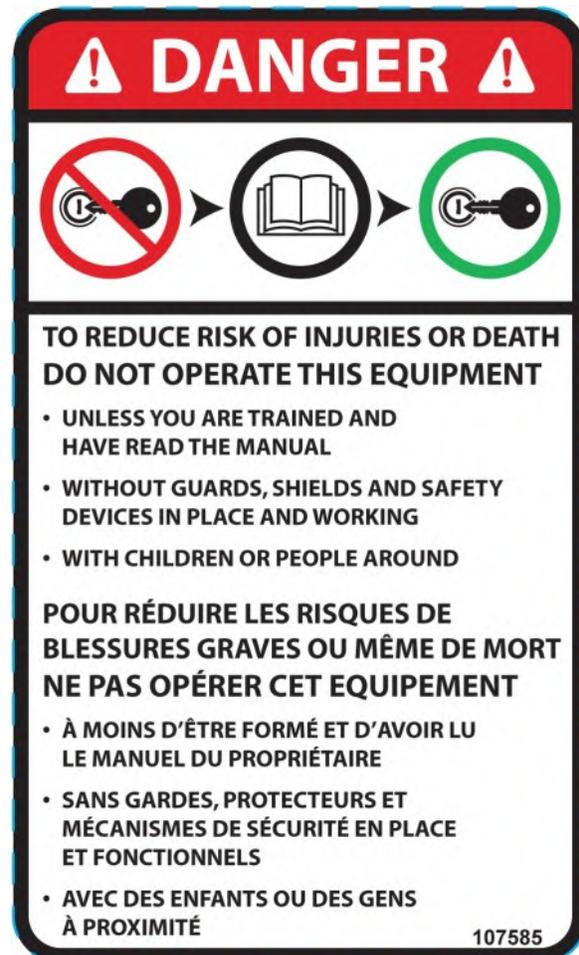 DANGER
TO REDUCE RISK OF INJURIES OR DEATH
DO NOT OPERATE THIS EQUIPMENT
• UNLESS YOU ARE TRAINED AND
HAVE READ THE MANUAL
• WITHOUT GUARDS, SHIELDS AND SAFETY
DEVICES IN PLACE AND WORKING
• WITH CHILDREN OR PEOPLE AROUND
POUR RÉDUIRE LES RISQUES DE
BLESSURES GRAVES OU MÊME DE MORT
NE PAS OPÉRER CET EQUIPEMENT
• À MOINS D'ÊTRE FORMÉ ET D'AVOIR LU
LE MANUEL DU PROPRIÉTAIRE
• SANS GARDES, PROTECTEURS ET
MÉCANISMES DE SÉCURITÉ EN PLACE
ET FONCTIONNELS
• AVEC DES ENFANTS OU DES GENS
À PROXIMITÉ
107585